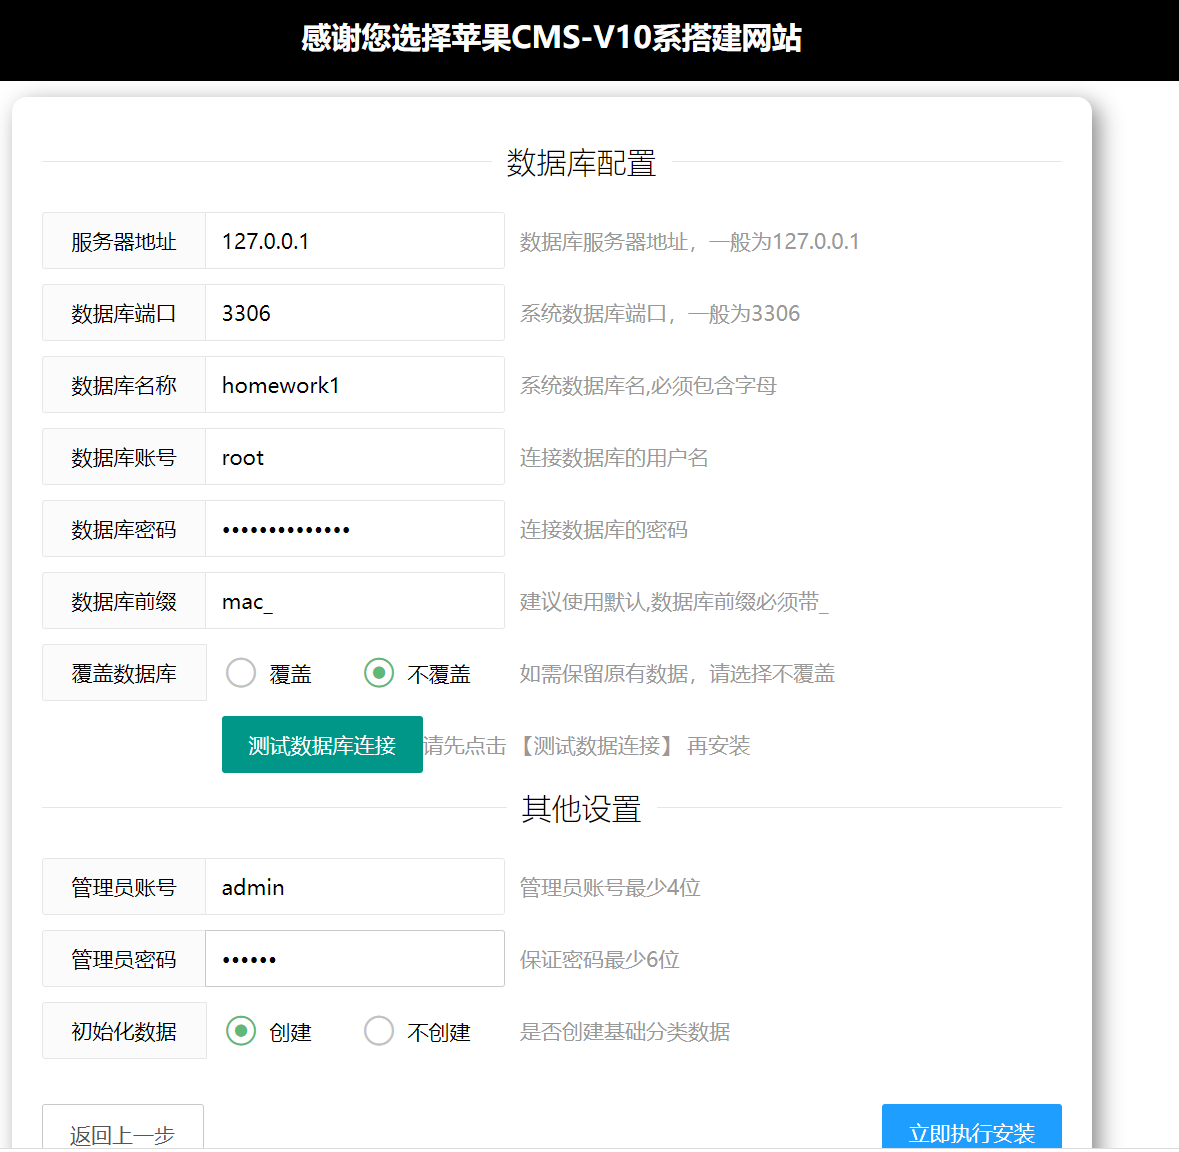 感谢您选择苹果CMS-V10系搭建网站
数据库配置
服务器地址 127.0.0.1 数据库服务器地址，一般为127.0.0.1
数据库端口 3306 系统数据库端口，一般为3306
数据库名称 homework1 系统数据库名,必须包含字母
数据库账号 root 连接数据库的用户名
数据库密码 •••••••••••••• 连接数据库的密码
数据库前缀 mac_ 建议使用默认,数据库前缀必须带_
覆盖数据库 覆盖 不覆盖 如需保留原有数据，请选择不覆盖
测试数据库连接 请先点击 【测试数据连接】 再安装
其他设置
管理员账号 admin 管理员账号最少4位
管理员密码 •••••• 保证密码最少6位
初始化数据 创建 不创建 是否创建基础分类数据
返回上一步 立即执行安装